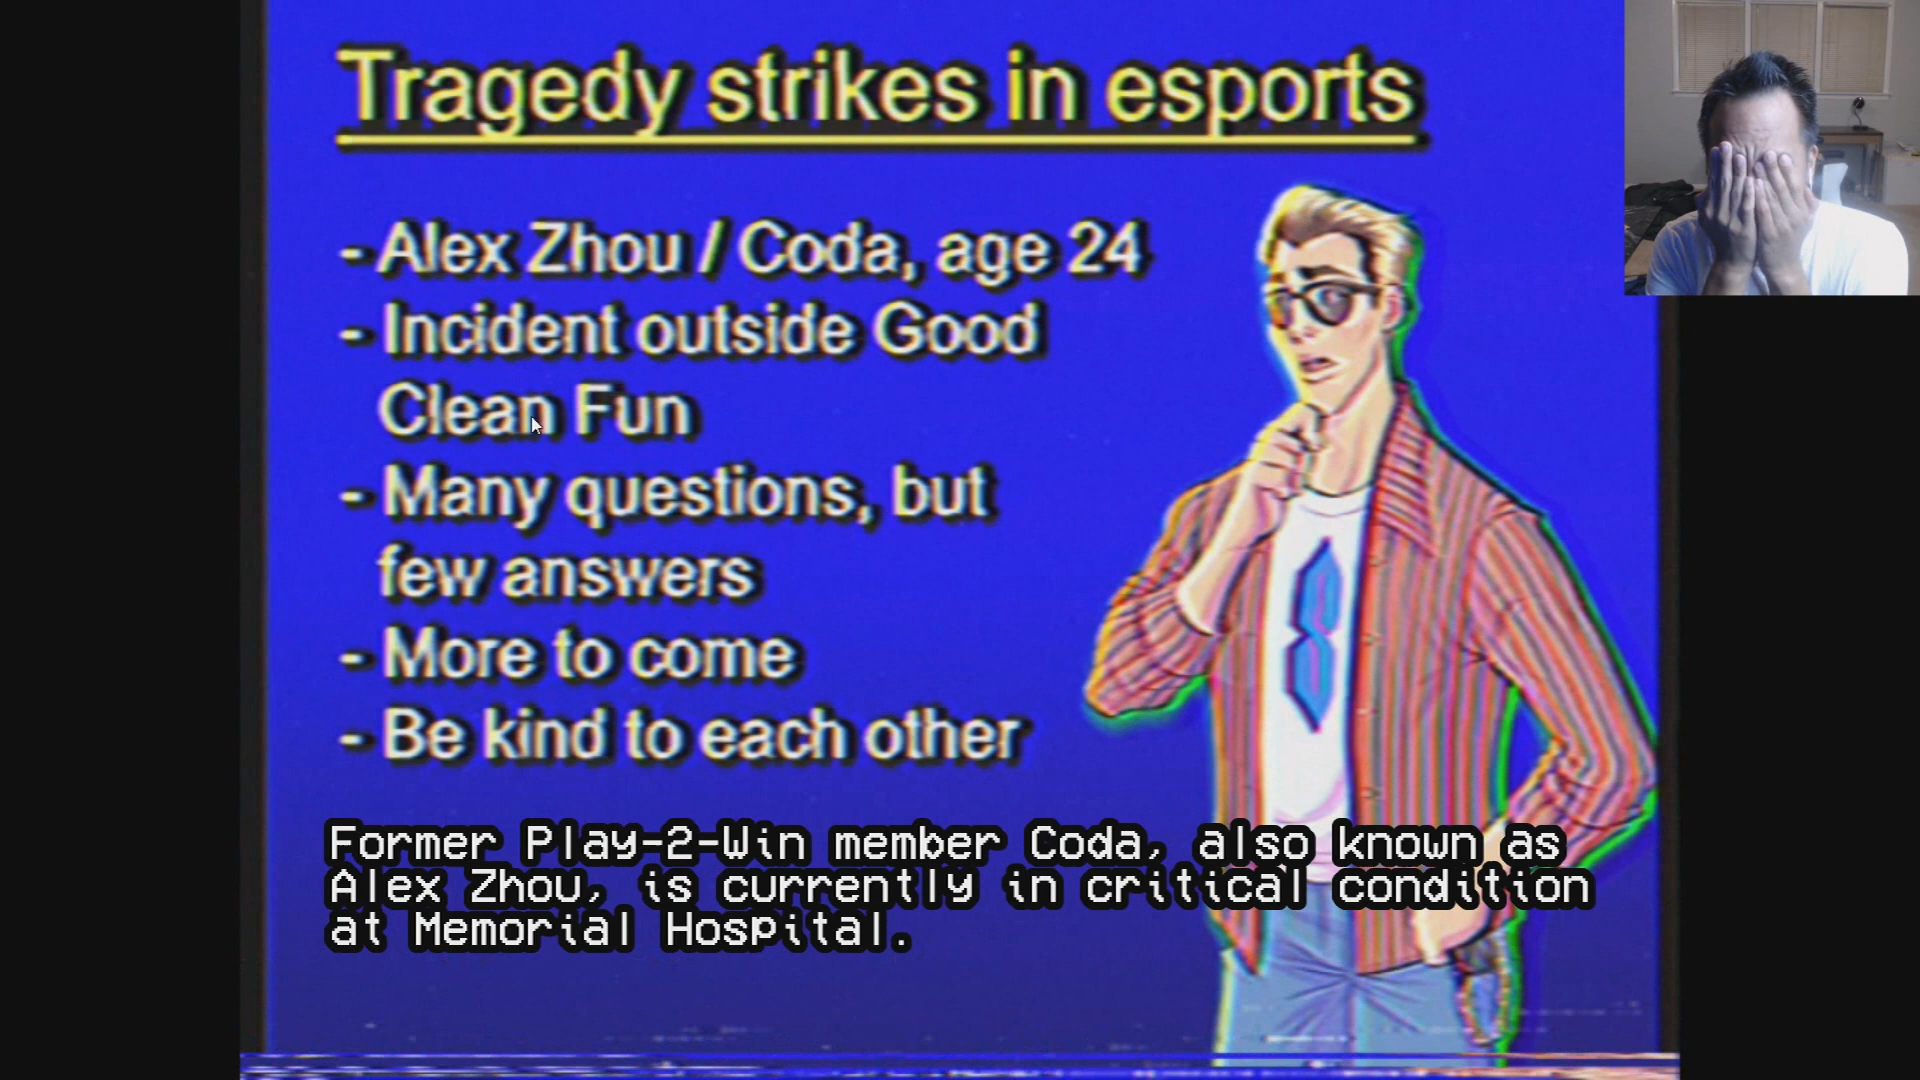 Tragedy strikes in esports
- Alex Zhou / Coda, age 24
- Incident outside Good
Clean Fun
- Many questions, but
few answers
- More to come
- Be kind to each other
Former Play-2-Win member Coda, also known as
Alex Zhou, is currently in critical condition
at Memorial Hospital.